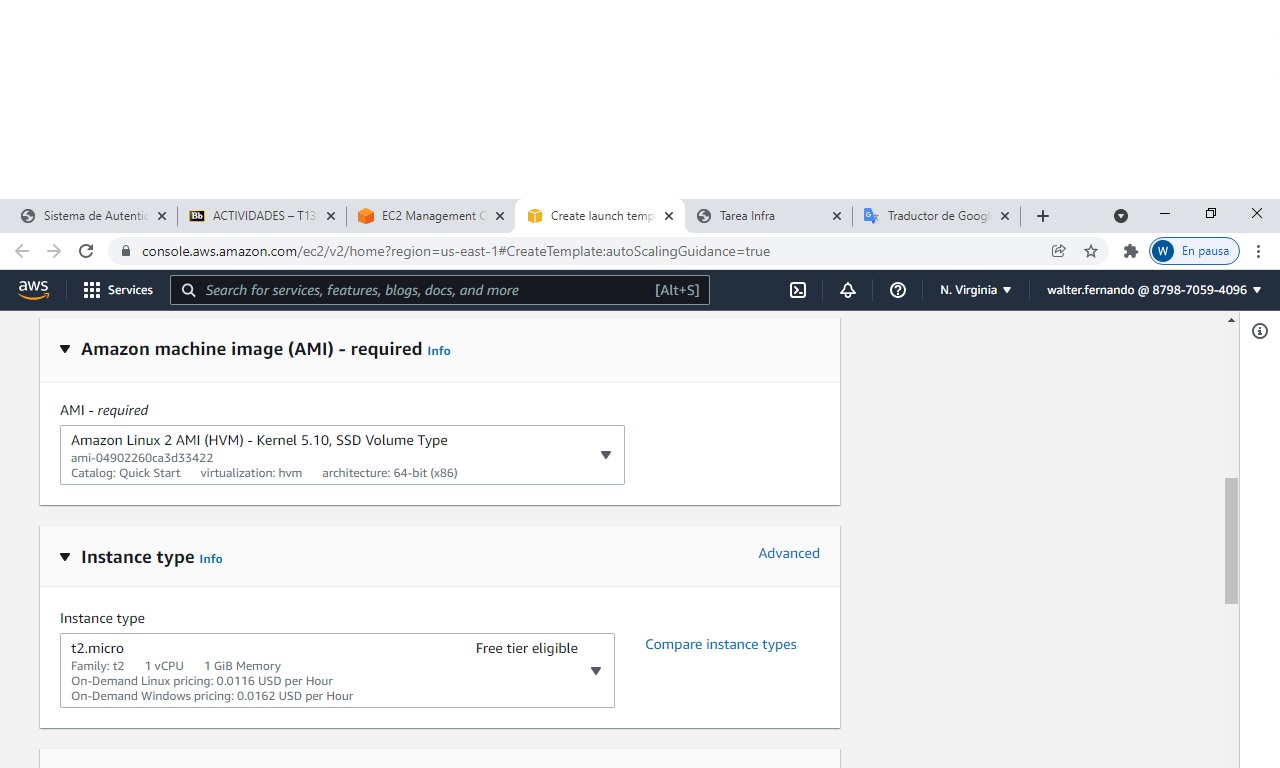 Sistema de Autentic
Bb ACTIVIDADES – T13
EC2 Management C
Create launch temp
Tarea Infra
Traductor de Googl
console.aws.amazon.com/ec2/v2/home?region=us-east-1#CreateTemplate:autoScalingGuidance=true
W En pausa
aws
Services
Search for services, features, blogs, docs, and more [Alt+S]
N. Virginia
walter.fernando @ 8798-7059-4096
Amazon machine image (AMI) - required Info
AMI - required
Amazon Linux 2 AMI (HVM) - Kernel 5.10, SSD Volume Type
ami-04902260ca3d33422
Catalog: Quick Start virtualization: hvm architecture: 64-bit (x86)
Instance type Info
Advanced
Instance type
t2.micro Free tier eligible
Family: t2 1 vCPU 1 GiB Memory
On-Demand Linux pricing: 0.0116 USD per Hour
On-Demand Windows pricing: 0.0162 USD per Hour
Compare instance types